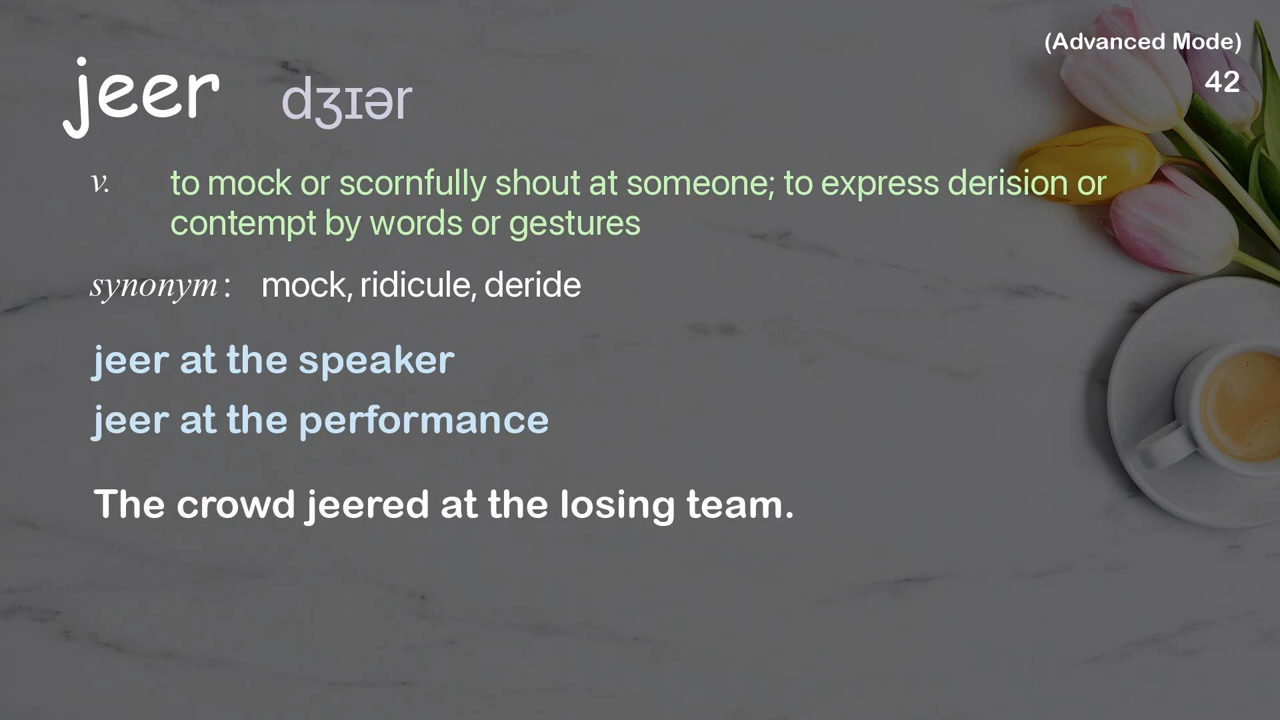 (Advanced Mode)
42
jeer dʒɪər
v. to mock or scornfully shout at someone; to express derision or
contempt by words or gestures
synonym : mock, ridicule, deride
jeer at the speaker
jeer at the performance
The crowd jeered at the losing team.